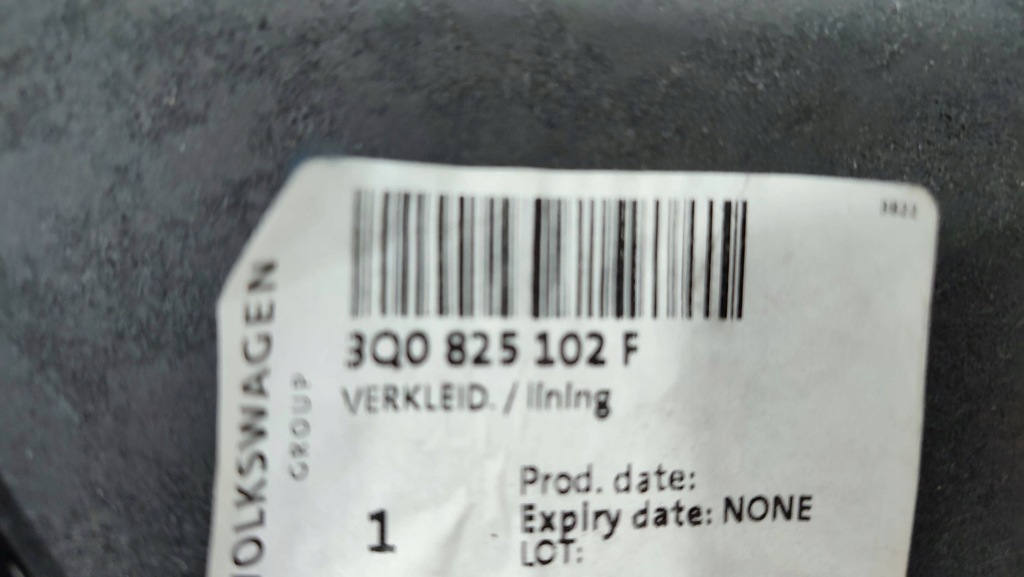 3Q0 825 102 F
VERKLEID. / lining
VOLKSWAGEN
GROUP
1
Prod. date:
Expiry date: NONE
LOT: